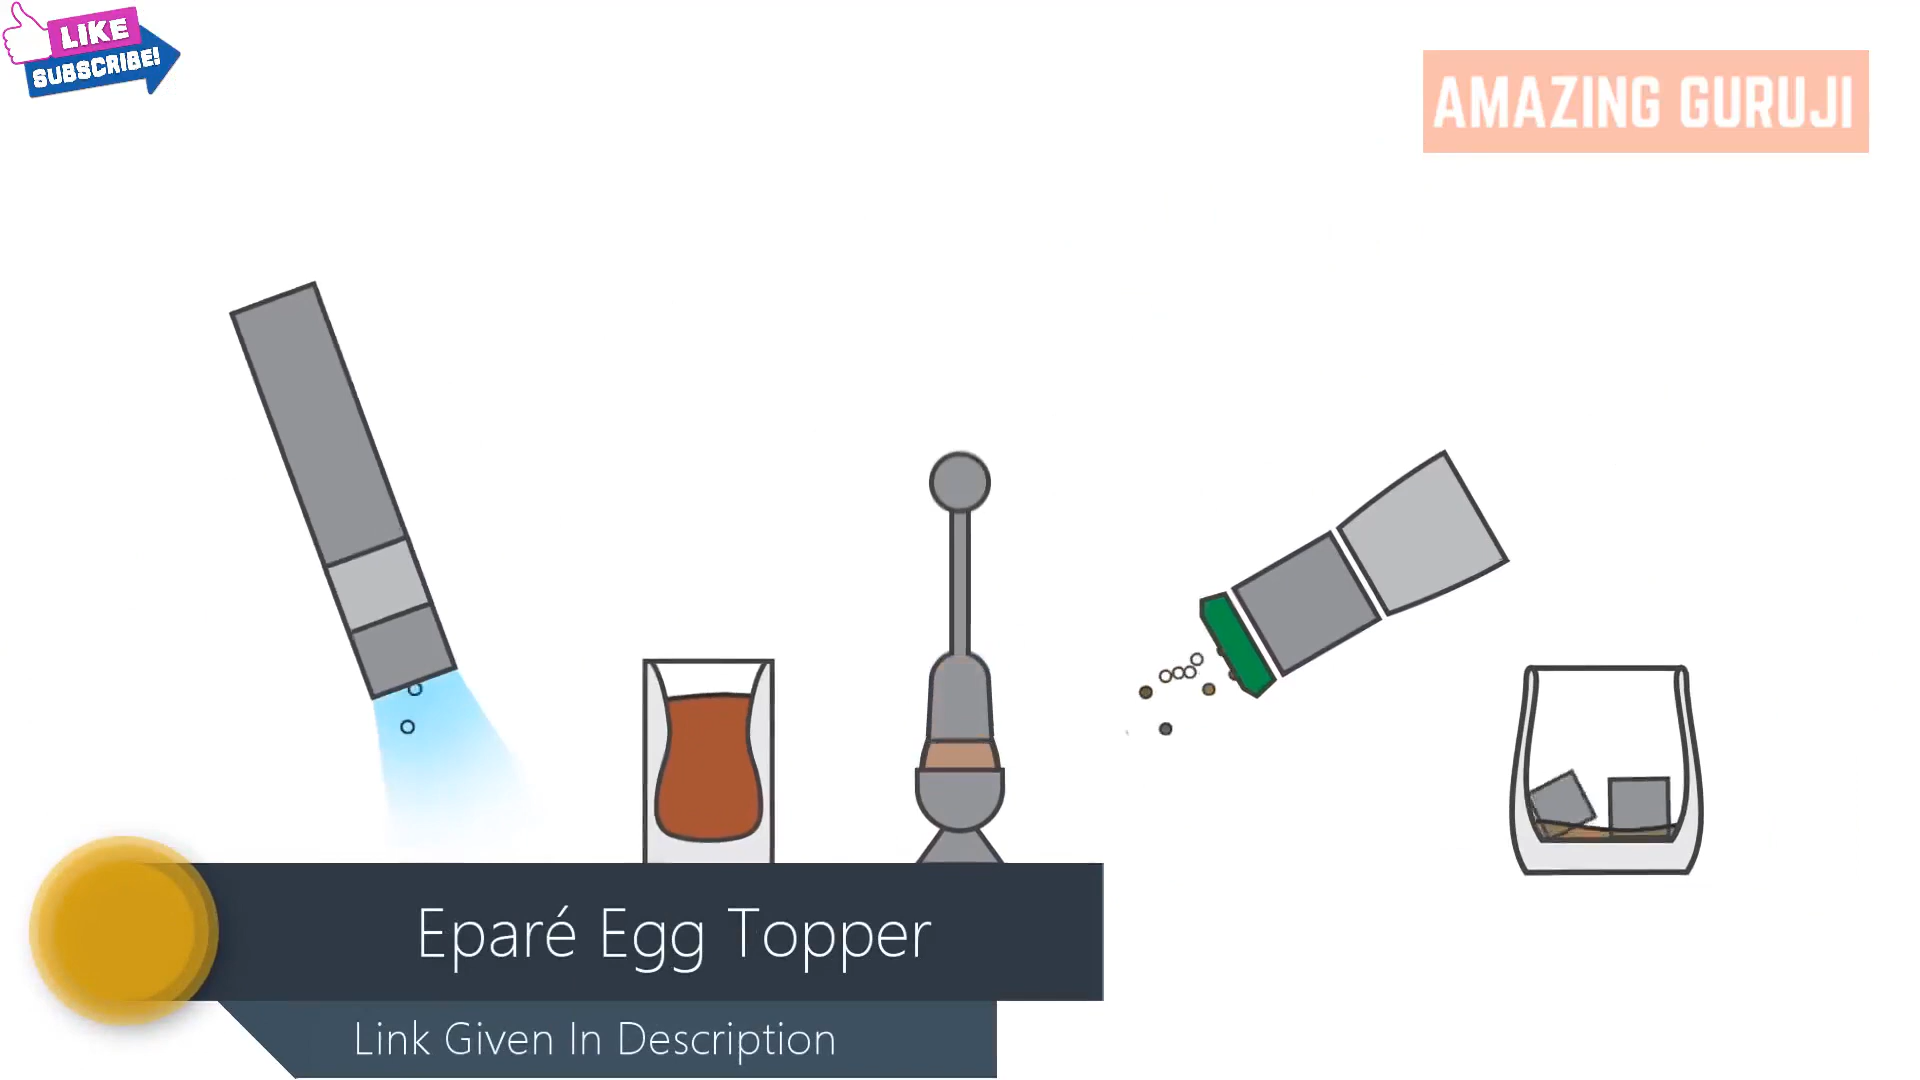 LIKE
SUBSCRIBE!
AMAZING GURUJI
Eparé Egg Topper
Link Given In Description